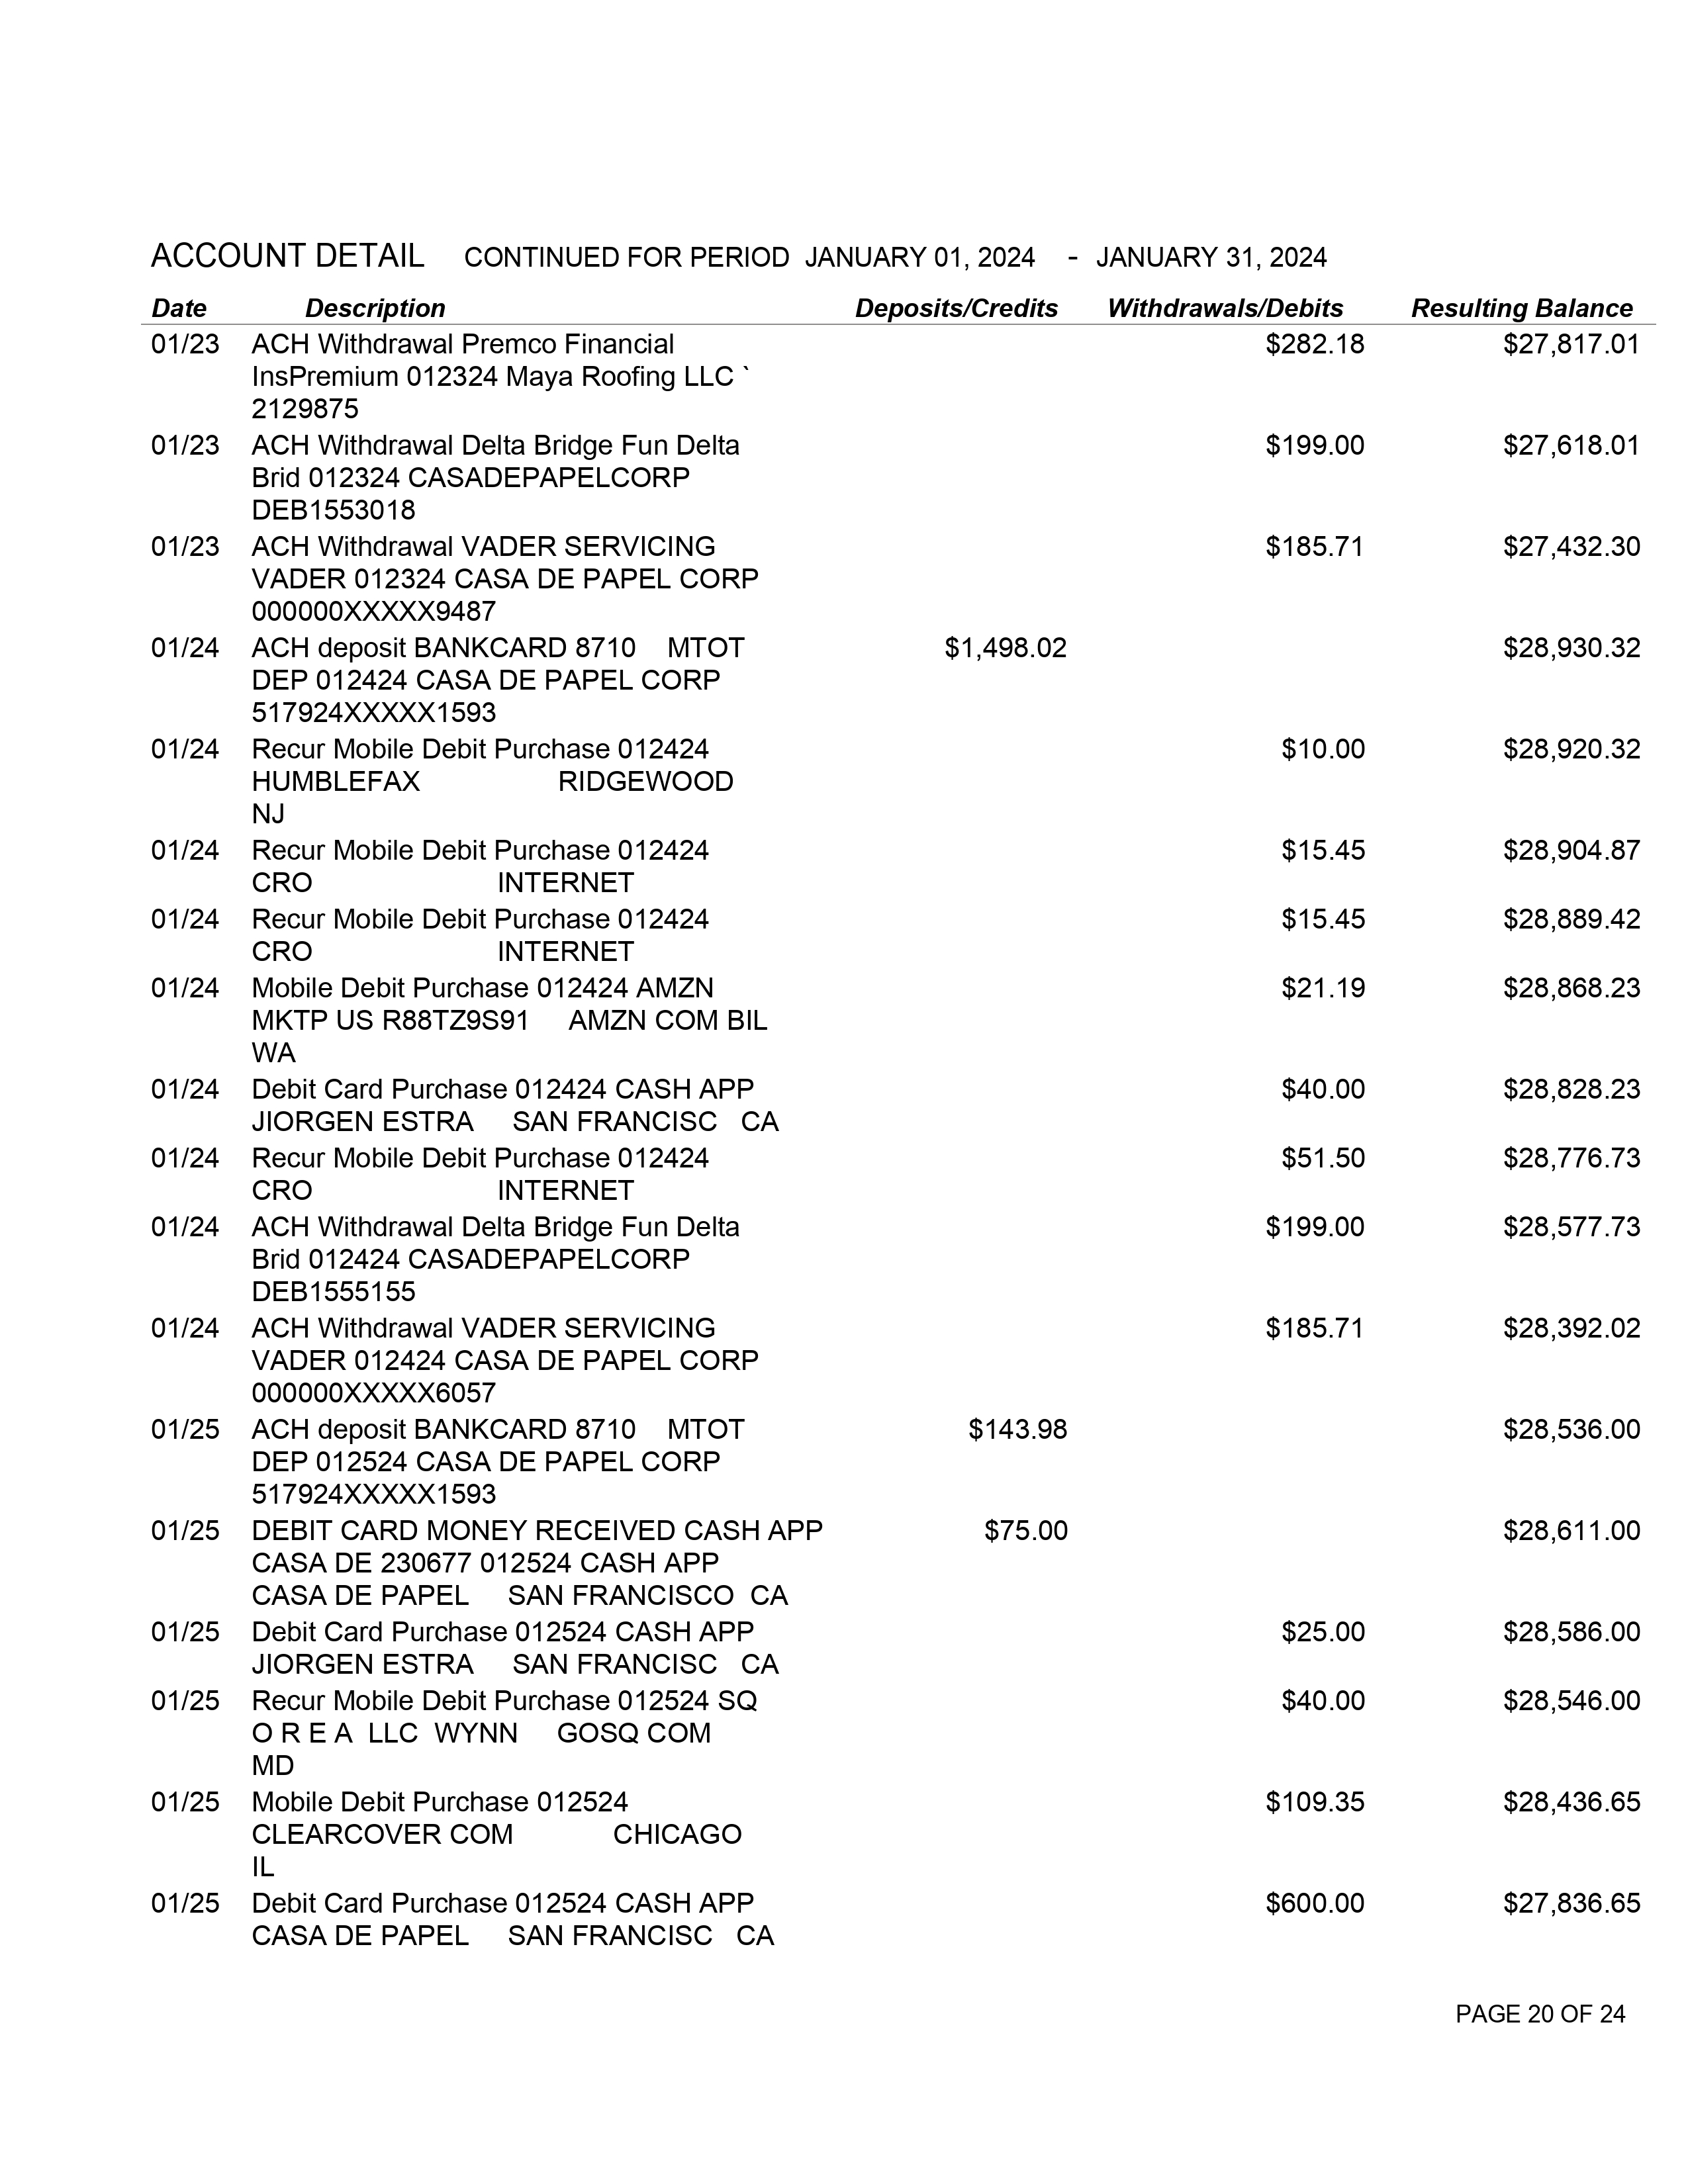 ACCOUNT DETAIL CONTINUED FOR PERIOD JANUARY 01, 2024 - JANUARY 31, 2024
Date Description Deposits/Credits Withdrawals/Debits Resulting Balance
01/23 ACH Withdrawal Premco Financial $282.18 $27,817.01
InsPremium 012324 Maya Roofing LLC `
2129875
01/23 ACH Withdrawal Delta Bridge Fun Delta $199.00 $27,618.01
Brid 012324 CASADEPAPELCORP
DEB1553018
01/23 ACH Withdrawal VADER SERVICING $185.71 $27,432.30
VADER 012324 CASA DE PAPEL CORP
000000XXXXX9487
01/24 ACH deposit BANKCARD 8710 MTOT $1,498.02 $28,930.32
DEP 012424 CASA DE PAPEL CORP
517924XXXXX1593
01/24 Recur Mobile Debit Purchase 012424 $10.00 $28,920.32
HUMBLEFAX RIDGEWOOD
NJ
01/24 Recur Mobile Debit Purchase 012424 $15.45 $28,904.87
CRO INTERNET
01/24 Recur Mobile Debit Purchase 012424 $15.45 $28,889.42
CRO INTERNET
01/24 Mobile Debit Purchase 012424 AMZN $21.19 $28,868.23
MKTP US R88TZ9S91 AMZN COM BIL
WA
01/24 Debit Card Purchase 012424 CASH APP $40.00 $28,828.23
JIORGEN ESTRA SAN FRANCISC CA
01/24 Recur Mobile Debit Purchase 012424 $51.50 $28,776.73
CRO INTERNET
01/24 ACH Withdrawal Delta Bridge Fun Delta $199.00 $28,577.73
Brid 012424 CASADEPAPELCORP
DEB1555155
01/24 ACH Withdrawal VADER SERVICING $185.71 $28,392.02
VADER 012424 CASA DE PAPEL CORP
000000XXXXX6057
01/25 ACH deposit BANKCARD 8710 MTOT $143.98 $28,536.00
DEP 012524 CASA DE PAPEL CORP
517924XXXXX1593
01/25 DEBIT CARD MONEY RECEIVED CASH APP $75.00 $28,611.00
CASA DE 230677 012524 CASH APP
CASA DE PAPEL SAN FRANCISCO CA
01/25 Debit Card Purchase 012524 CASH APP $25.00 $28,586.00
JIORGEN ESTRA SAN FRANCISC CA
01/25 Recur Mobile Debit Purchase 012524 SQ $40.00 $28,546.00
O R E A LLC WYNN GOSQ COM
MD
01/25 Mobile Debit Purchase 012524 $109.35 $28,436.65
CLEARCOVER COM CHICAGO
IL
01/25 Debit Card Purchase 012524 CASH APP $600.00 $27,836.65
CASA DE PAPEL SAN FRANCISC CA
PAGE 20 OF 24